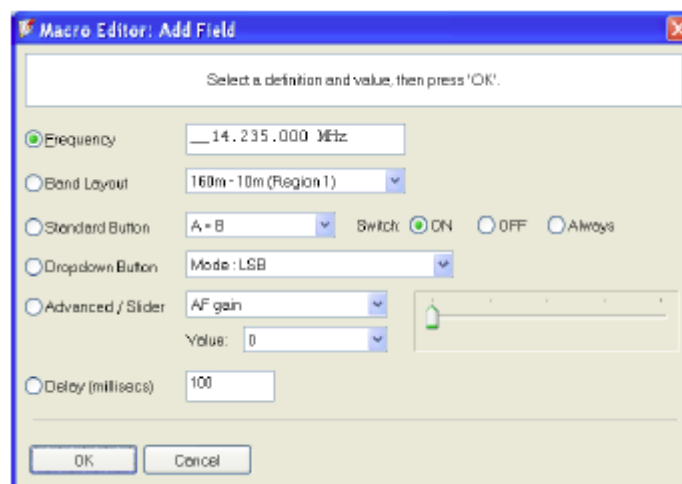 Macro Editor: Add Field
Select a definition and value, then press 'OK'.
Frequency
__14.235.000 MHz
Band Layout
160m - 10m (Region 1)
Standard Button
A = B
Switch: ON OFF Always
Dropdown Button
Mode : LSB
Advanced / Slider
AF gain
Value: 0
Delay (millisecs)
100
OK Cancel